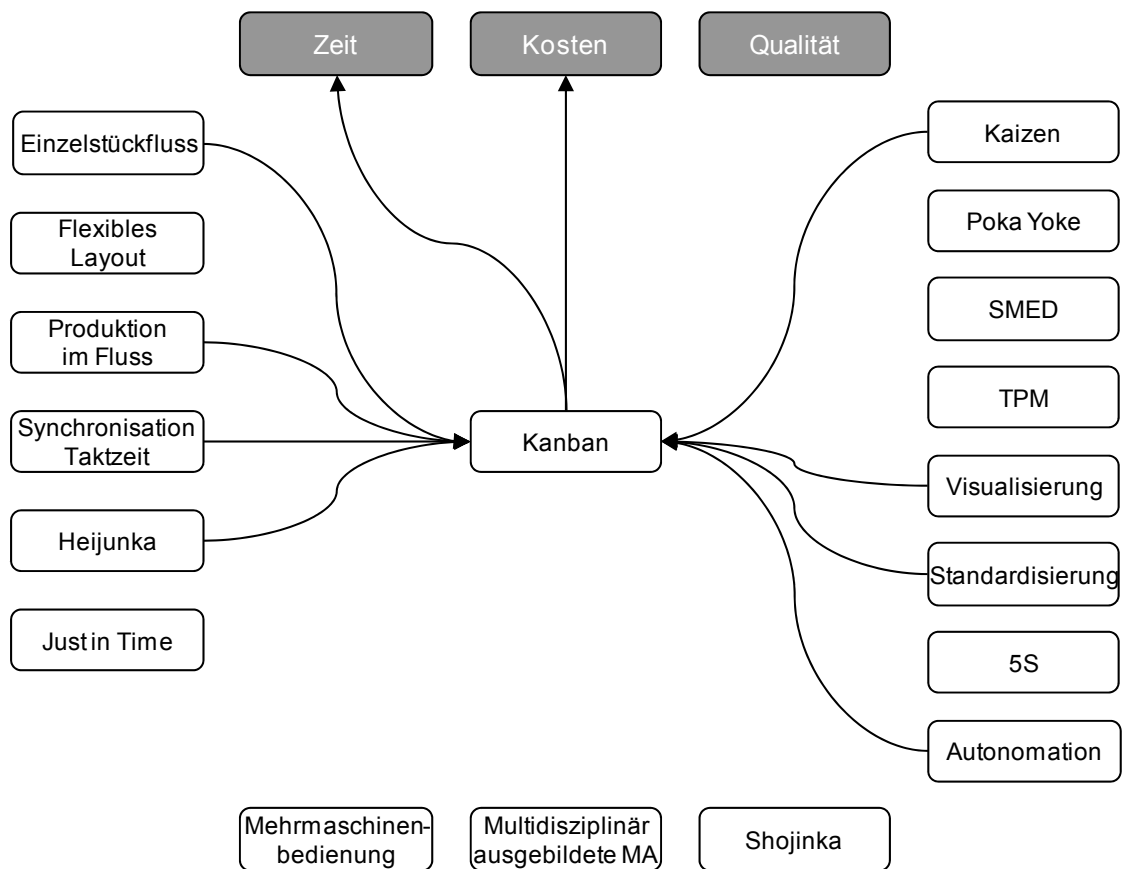 Zeit
Kosten
Qualität
Einzelstückfluss
Flexibles
Layout
Produktion
im Fluss
Synchronisation
Taktzeit
Heijunka
Just in Time
Kanban
Kaizen
Poka Yoke
SMED
TPM
Visualisierung
Standardisierung
5S
Autonomation
Mehrmaschinen-
bedienung
Multidisziplinär
ausgebildete MA
Shojinka